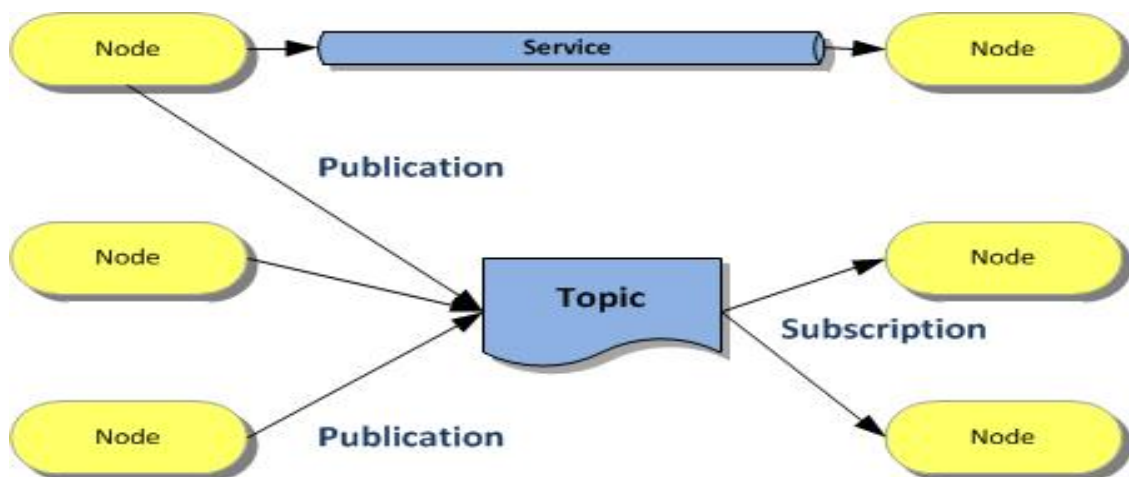 Node
Service
Node
Publication
Node
Topic
Node
Subscription
Node
Publication
Node